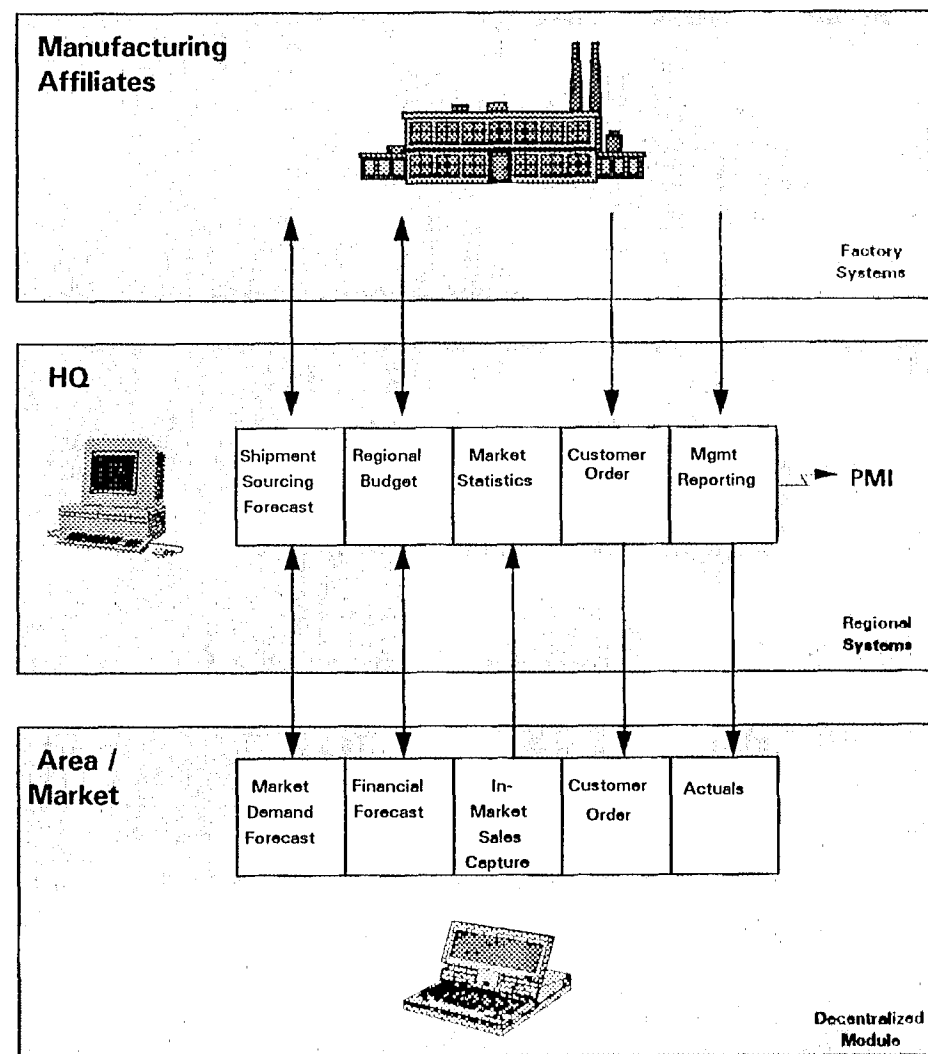 Manufacturing
Affiliates
Factory
Systems
HQ
Shipment
Sourcing
Forecast
Regional
Budget
Market
Statistics
Customer
Order
Mgmt
Reporting
PMI
Regional
Systems
Area /
Market
Market
Demand
Forecast
Financial
Forecast
In-
Market
Sales
Capture
Customer
Order
Actuals
Decentralized
Module